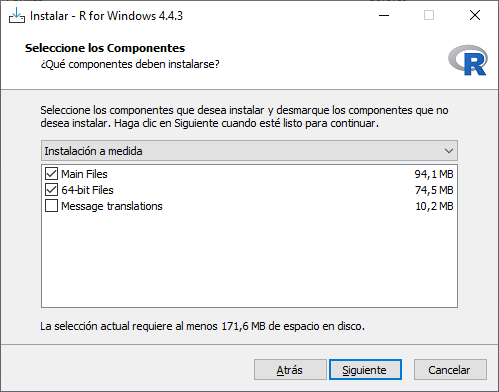 Instalar - R for Windows 4.4.3
Seleccione los Componentes
¿Qué componentes deben instalarse?
R
Seleccione los componentes que desea instalar y desmarque los componentes que no
desea instalar. Haga clic en Siguiente cuando esté listo para continuar.
Instalación a medida
Main Files 94,1 MB
64-bit Files 74,5 MB
Message translations 10,2 MB
La selección actual requiere al menos 171,6 MB de espacio en disco.
Atrás Siguiente Cancelar